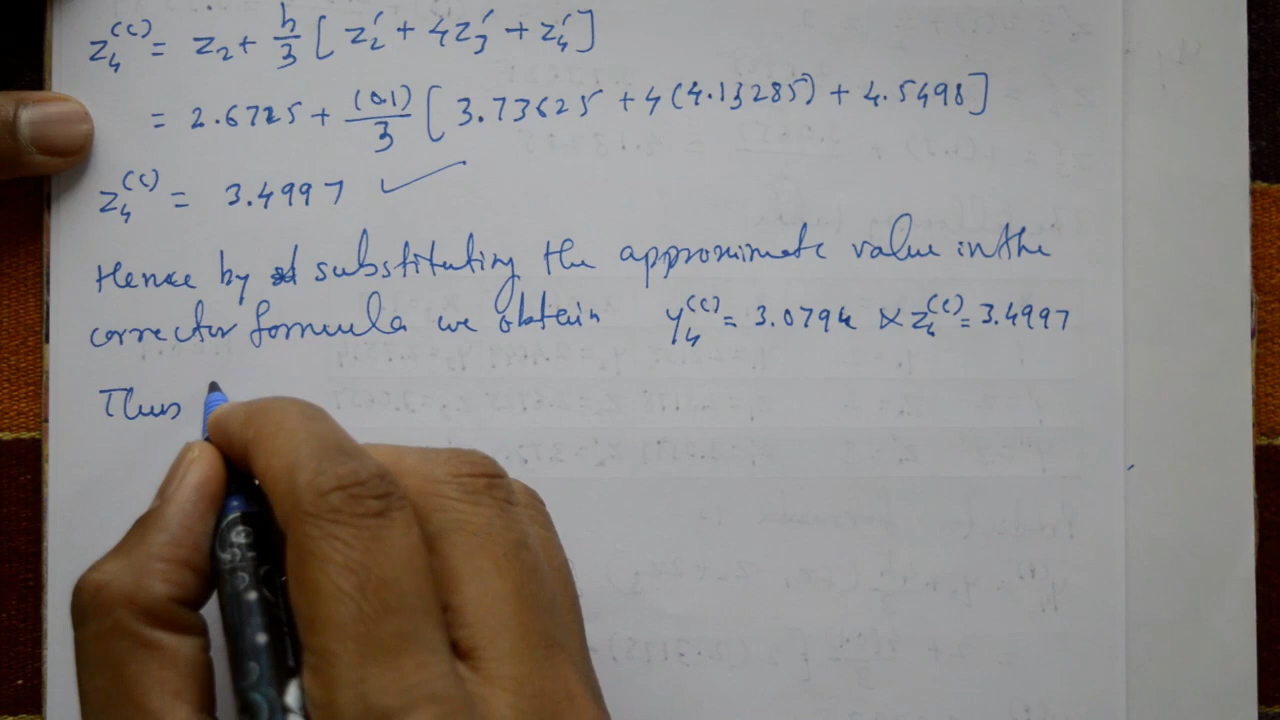 z₄⁽ᶜ⁾ = z₂ + h/3 [ z₂′ + 4z₃′ + z₄′ ]
= 2.6725 + (0.1)/3 [ 3.73625 + 4(4.13285) + 4.5498 ]
z₄⁽ᶜ⁾ = 3.4997 ✓
Hence by substituting the approximate value in the
corrector formula we obtain y₄⁽ᶜ⁾ = 3.0794 & z₄⁽ᶜ⁾ = 3.4997
Thus